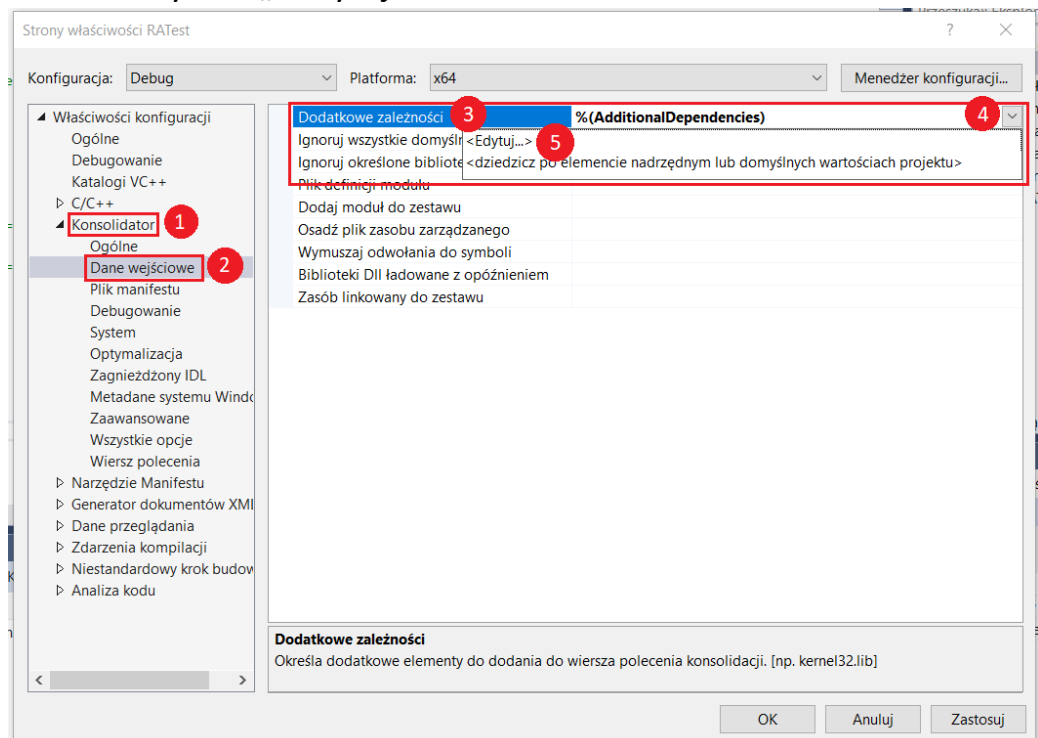 Strony właściwości RATest
Konfiguracja: Debug Platforma: x64 Menedżer konfiguracji...
Właściwości konfiguracji
Ogólne
Debugowanie
Katalogi VC++
C/C++
Konsolidator 1
Ogólne
Dane wejściowe 2
Plik manifestu
Debugowanie
System
Optymalizacja
Zagnieżdżony IDL
Metadane systemu
Zaawansowane
Wszystkie opcje
Wiersz polecenia
Narzędzie Manifestu
Generator dokumentów
Dane przeglądania
Zdarzenia kompilacji
Niestandardowy krok
Analiza kodu
Dodatkowe zależności 3 %(AdditionalDependencies) 4
Ignoruj wszystkie <Edytuj...> 5
Ignoruj określone <dziedzicz po elemencie nadrzędnym lub domyślnych wartościach projektu>
Plik definicji modułu
Dodaj moduł do zestawu
Osadź plik zasobu zarządzanego
Wymuszaj odwołania do symboli
Biblioteki Dll ładowane z opóźnieniem
Zasób linkowany do zestawu
Dodatkowe zależności
Określa dodatkowe elementy do dodania do wiersza polecenia konsolidacji. [np. kernel32.lib]
OK Anuluj Zastosuj